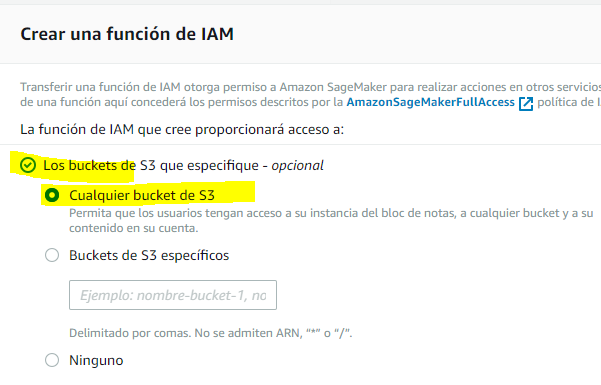 Crear una función de IAM
Transferir una función de IAM otorga permiso a Amazon SageMaker para realizar acciones en otros servicios
de una función aquí concederá los permisos descritos por la AmazonSageMakerFullAccess política de
La función de IAM que cree proporcionará acceso a:
Los buckets de S3 que especifique - opcional
Cualquier bucket de S3
Permita que los usuarios tengan acceso a su instancia del bloc de notas, a cualquier bucket y a su
contenido en su cuenta.
Buckets de S3 específicos
Ejemplo: nombre-bucket-1, no
Delimitado por comas. No se admiten ARN, “*” o “/”.
Ninguno